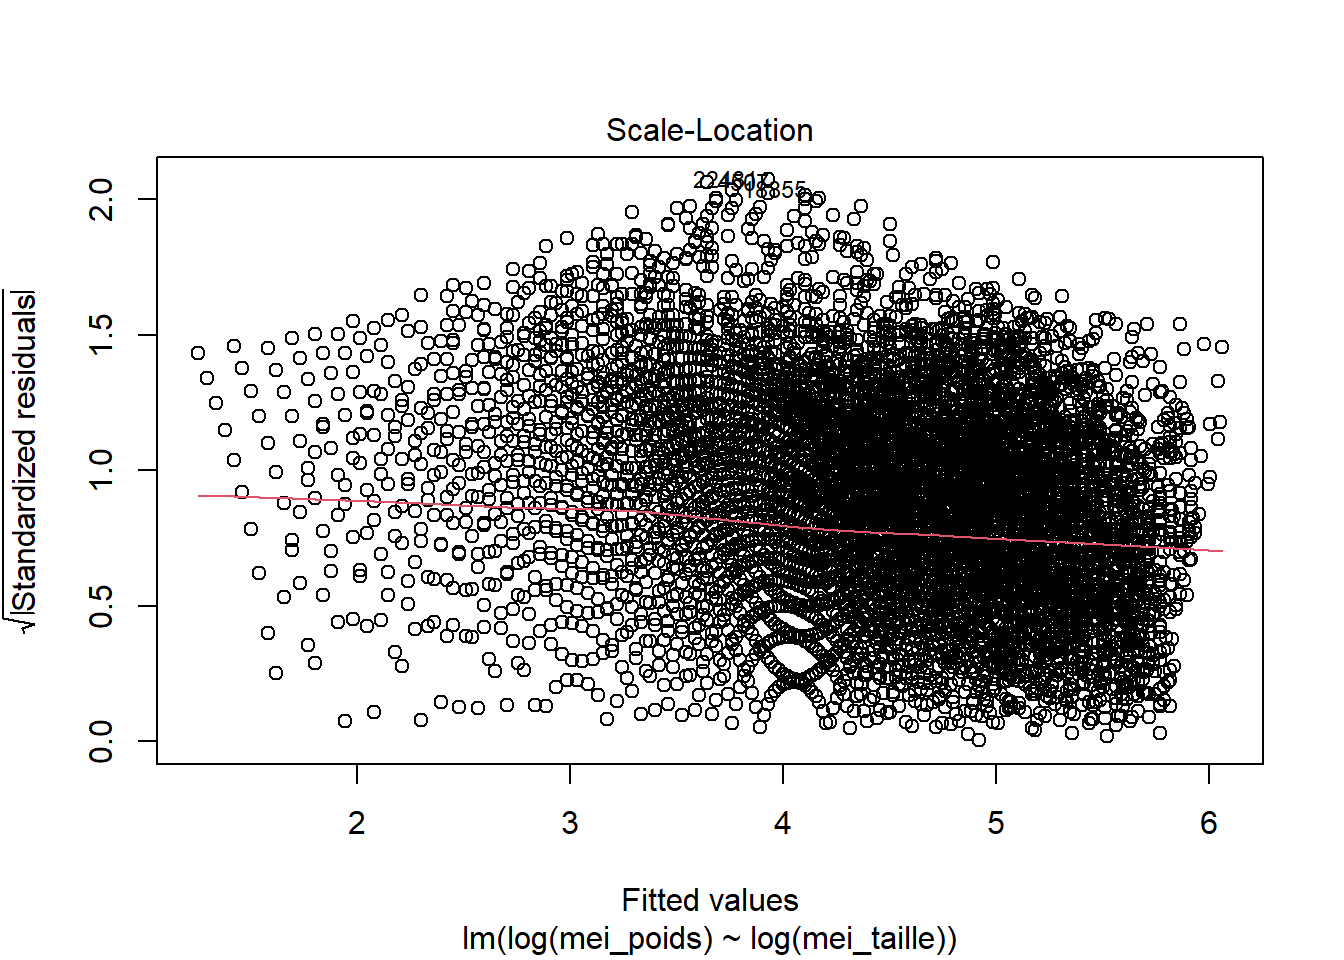 Scale-Location
18855
2.0
1.5
1.0
0.5
0.0
√|Standardized residuals|
2 3 4 5 6
Fitted values
lm(log(mei_poids) ~ log(mei_taille))